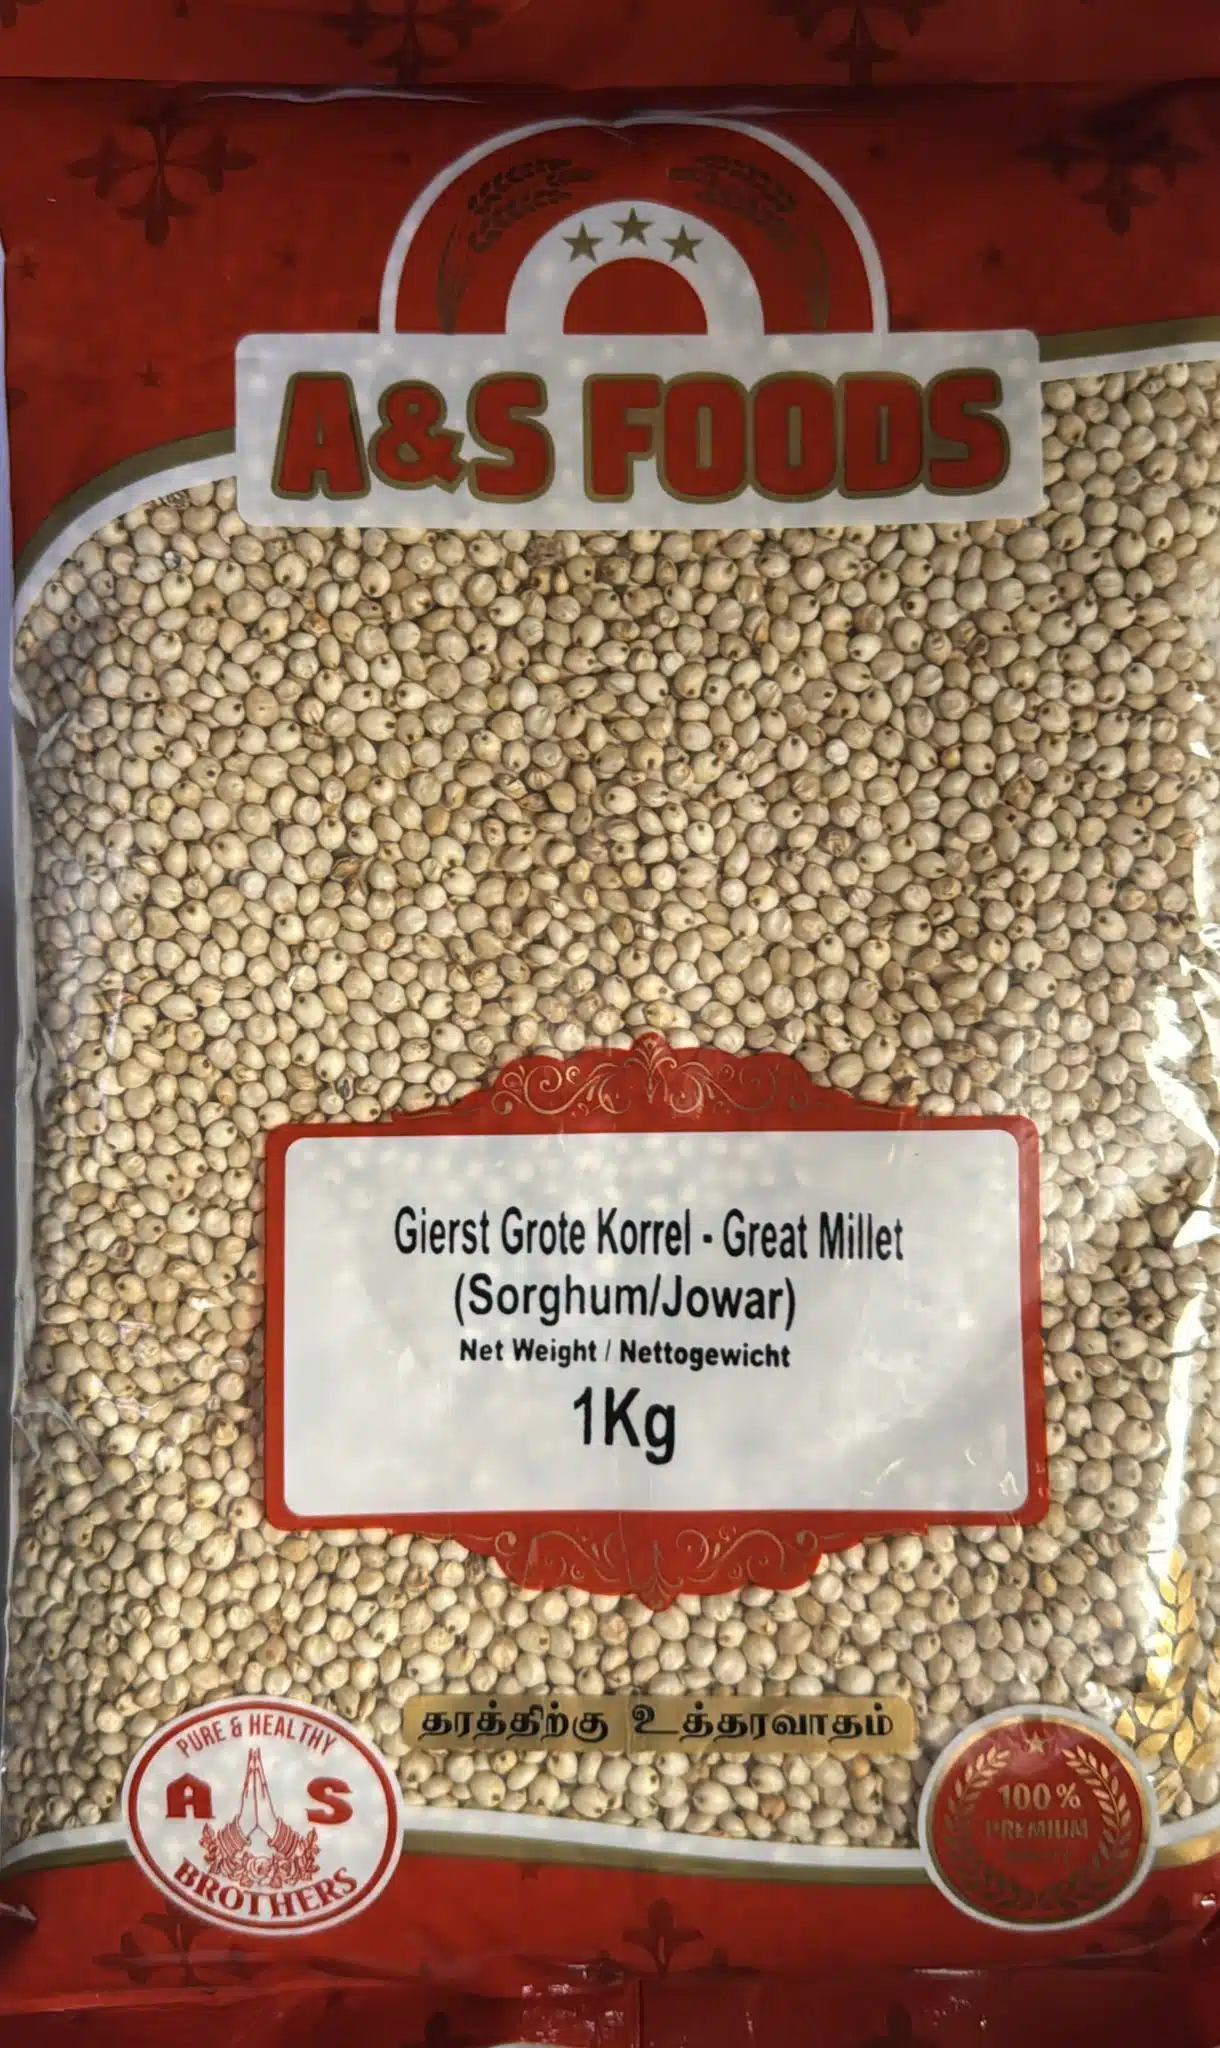 A&S FOODS
Gierst Grote Korrel - Great Millet
(Sorghum/Jowar)
Net Weight / Nettogewicht
1Kg
தரத்திற்கு உத்தரவாதம்
PURE & HEALTHY
A S
BROTHERS
100%
PREMIUM